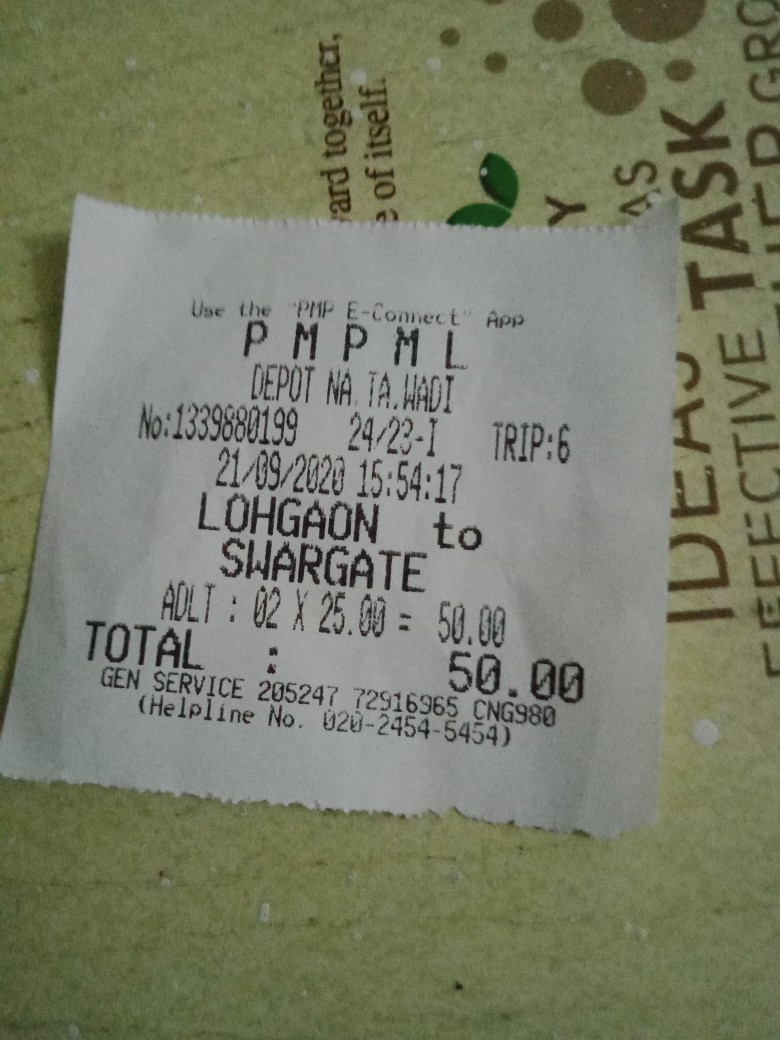 Use the "PMP E-Connect" App
P M P M L
DEPOT NA.TA.WADI
No:1339880199 24/23-I TRIP:6
21/09/2020 15:54:17
LOHGAON to
SWARGATE
ADLT : 02 X 25.00 = 50.00
TOTAL : 50.00
GEN SERVICE 205247 72916965 CNG980
(Helpline No. 020-2454-5454)
ard together,
e of itself.
Y
AS
IDEAS TASK
EFFECTIVE
HER GRO